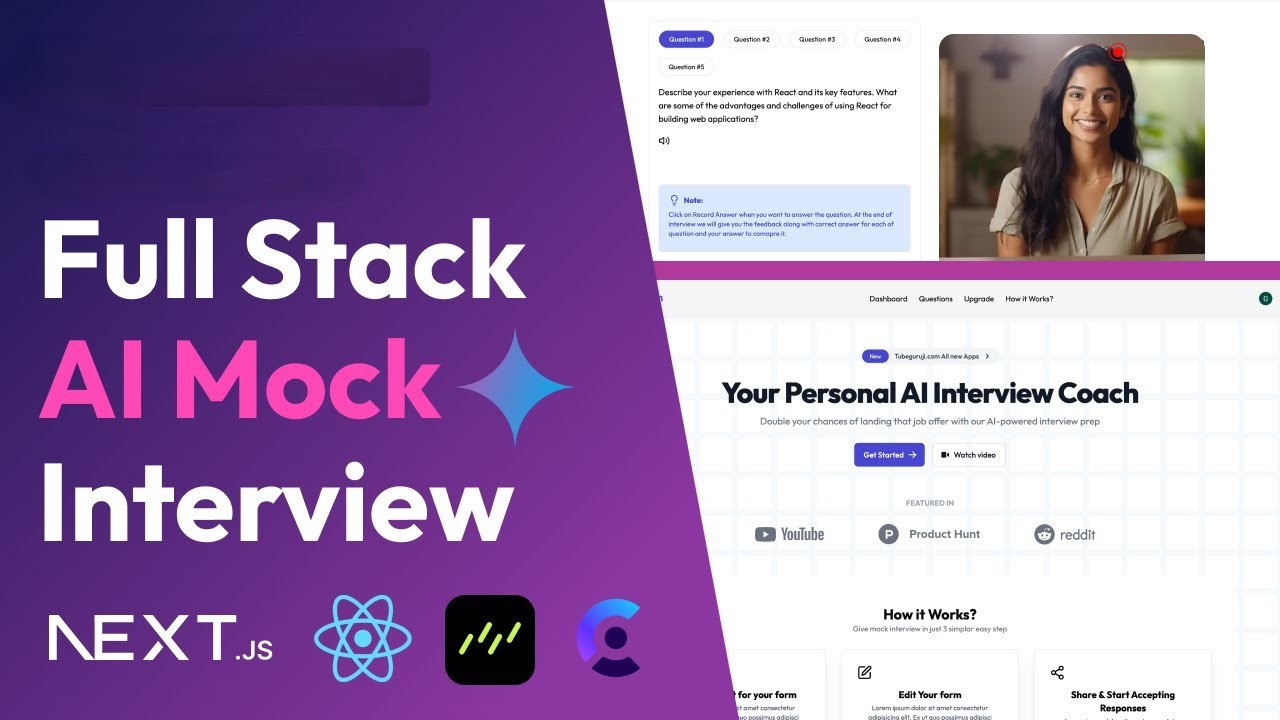 Full Stack
AI Mock
Interview
NEXT.JS
Question #1
Question #2
Question #3
Question #4
Question #5
Describe your experience with React and its key features. What
are some of the advantages and challenges of using React for
building web applications?
Note:
Click on Record Answer when you want to answer the question. At the end of
interview we will give you the feedback along with correct answer for each of
question and your answer to comapre it.
Dashboard
Questions
Upgrade
How it Works?
G
New
Tubeguruji.com All new Apps
Your Personal AI Interview Coach
Double your chances of landing that job offer with our AI-powered interview prep
Get Started
Watch video
FEATURED IN
YouTube
Product Hunt
reddit
How it Works?
Give mock interview in just 3 simplar easy step
for your form
sit amet consectetur
quo possimus adipisci
Edit Your form
Lorem ipsum dolor sit amet consectetur
adipisicing elit. Ex ut quo possimus adipisci
Share & Start Accepting
Responses